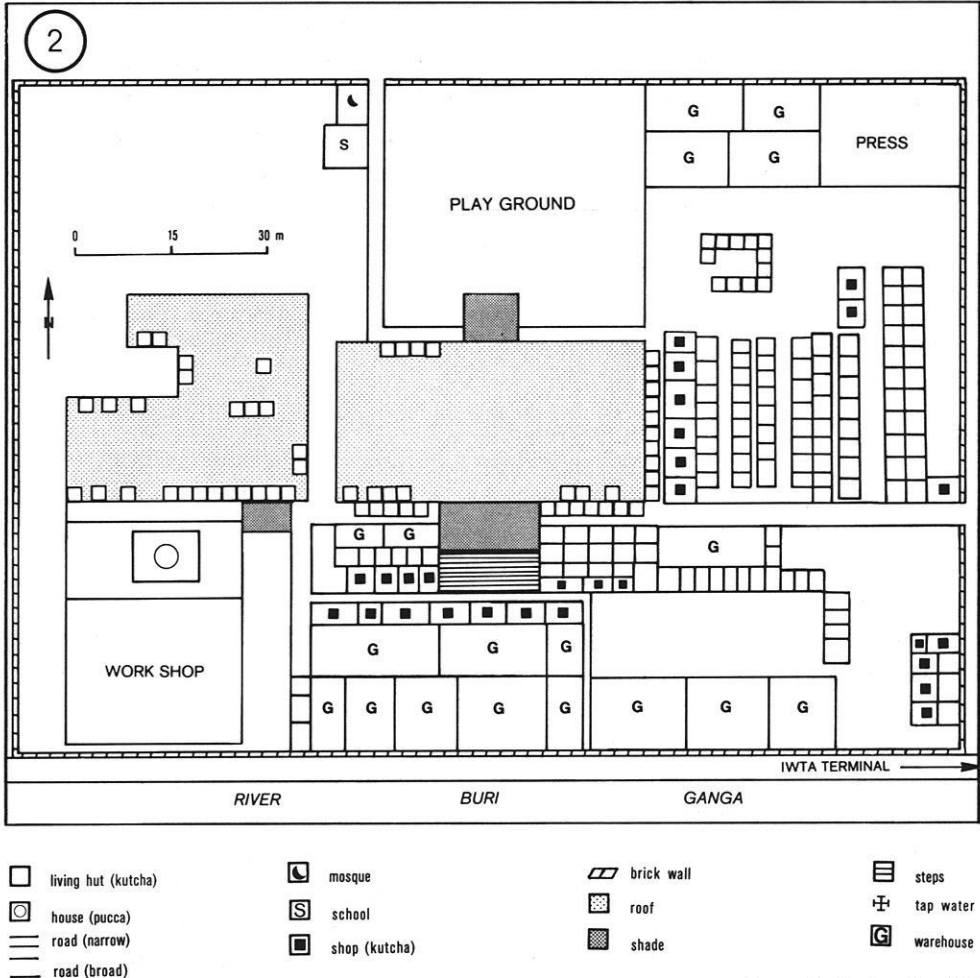 2
S
G G
G G
PRESS
PLAY GROUND
0 15 30 m
N
G G
G
WORK SHOP
G G G
G G G G G
G G G
IWTA TERMINAL
RIVER BURI GANGA
living hut (kutcha)
house (pucca)
road (narrow)
road (broad)
mosque
S school
shop (kutcha)
brick wall
roof
shade
steps
tap water
G warehouse